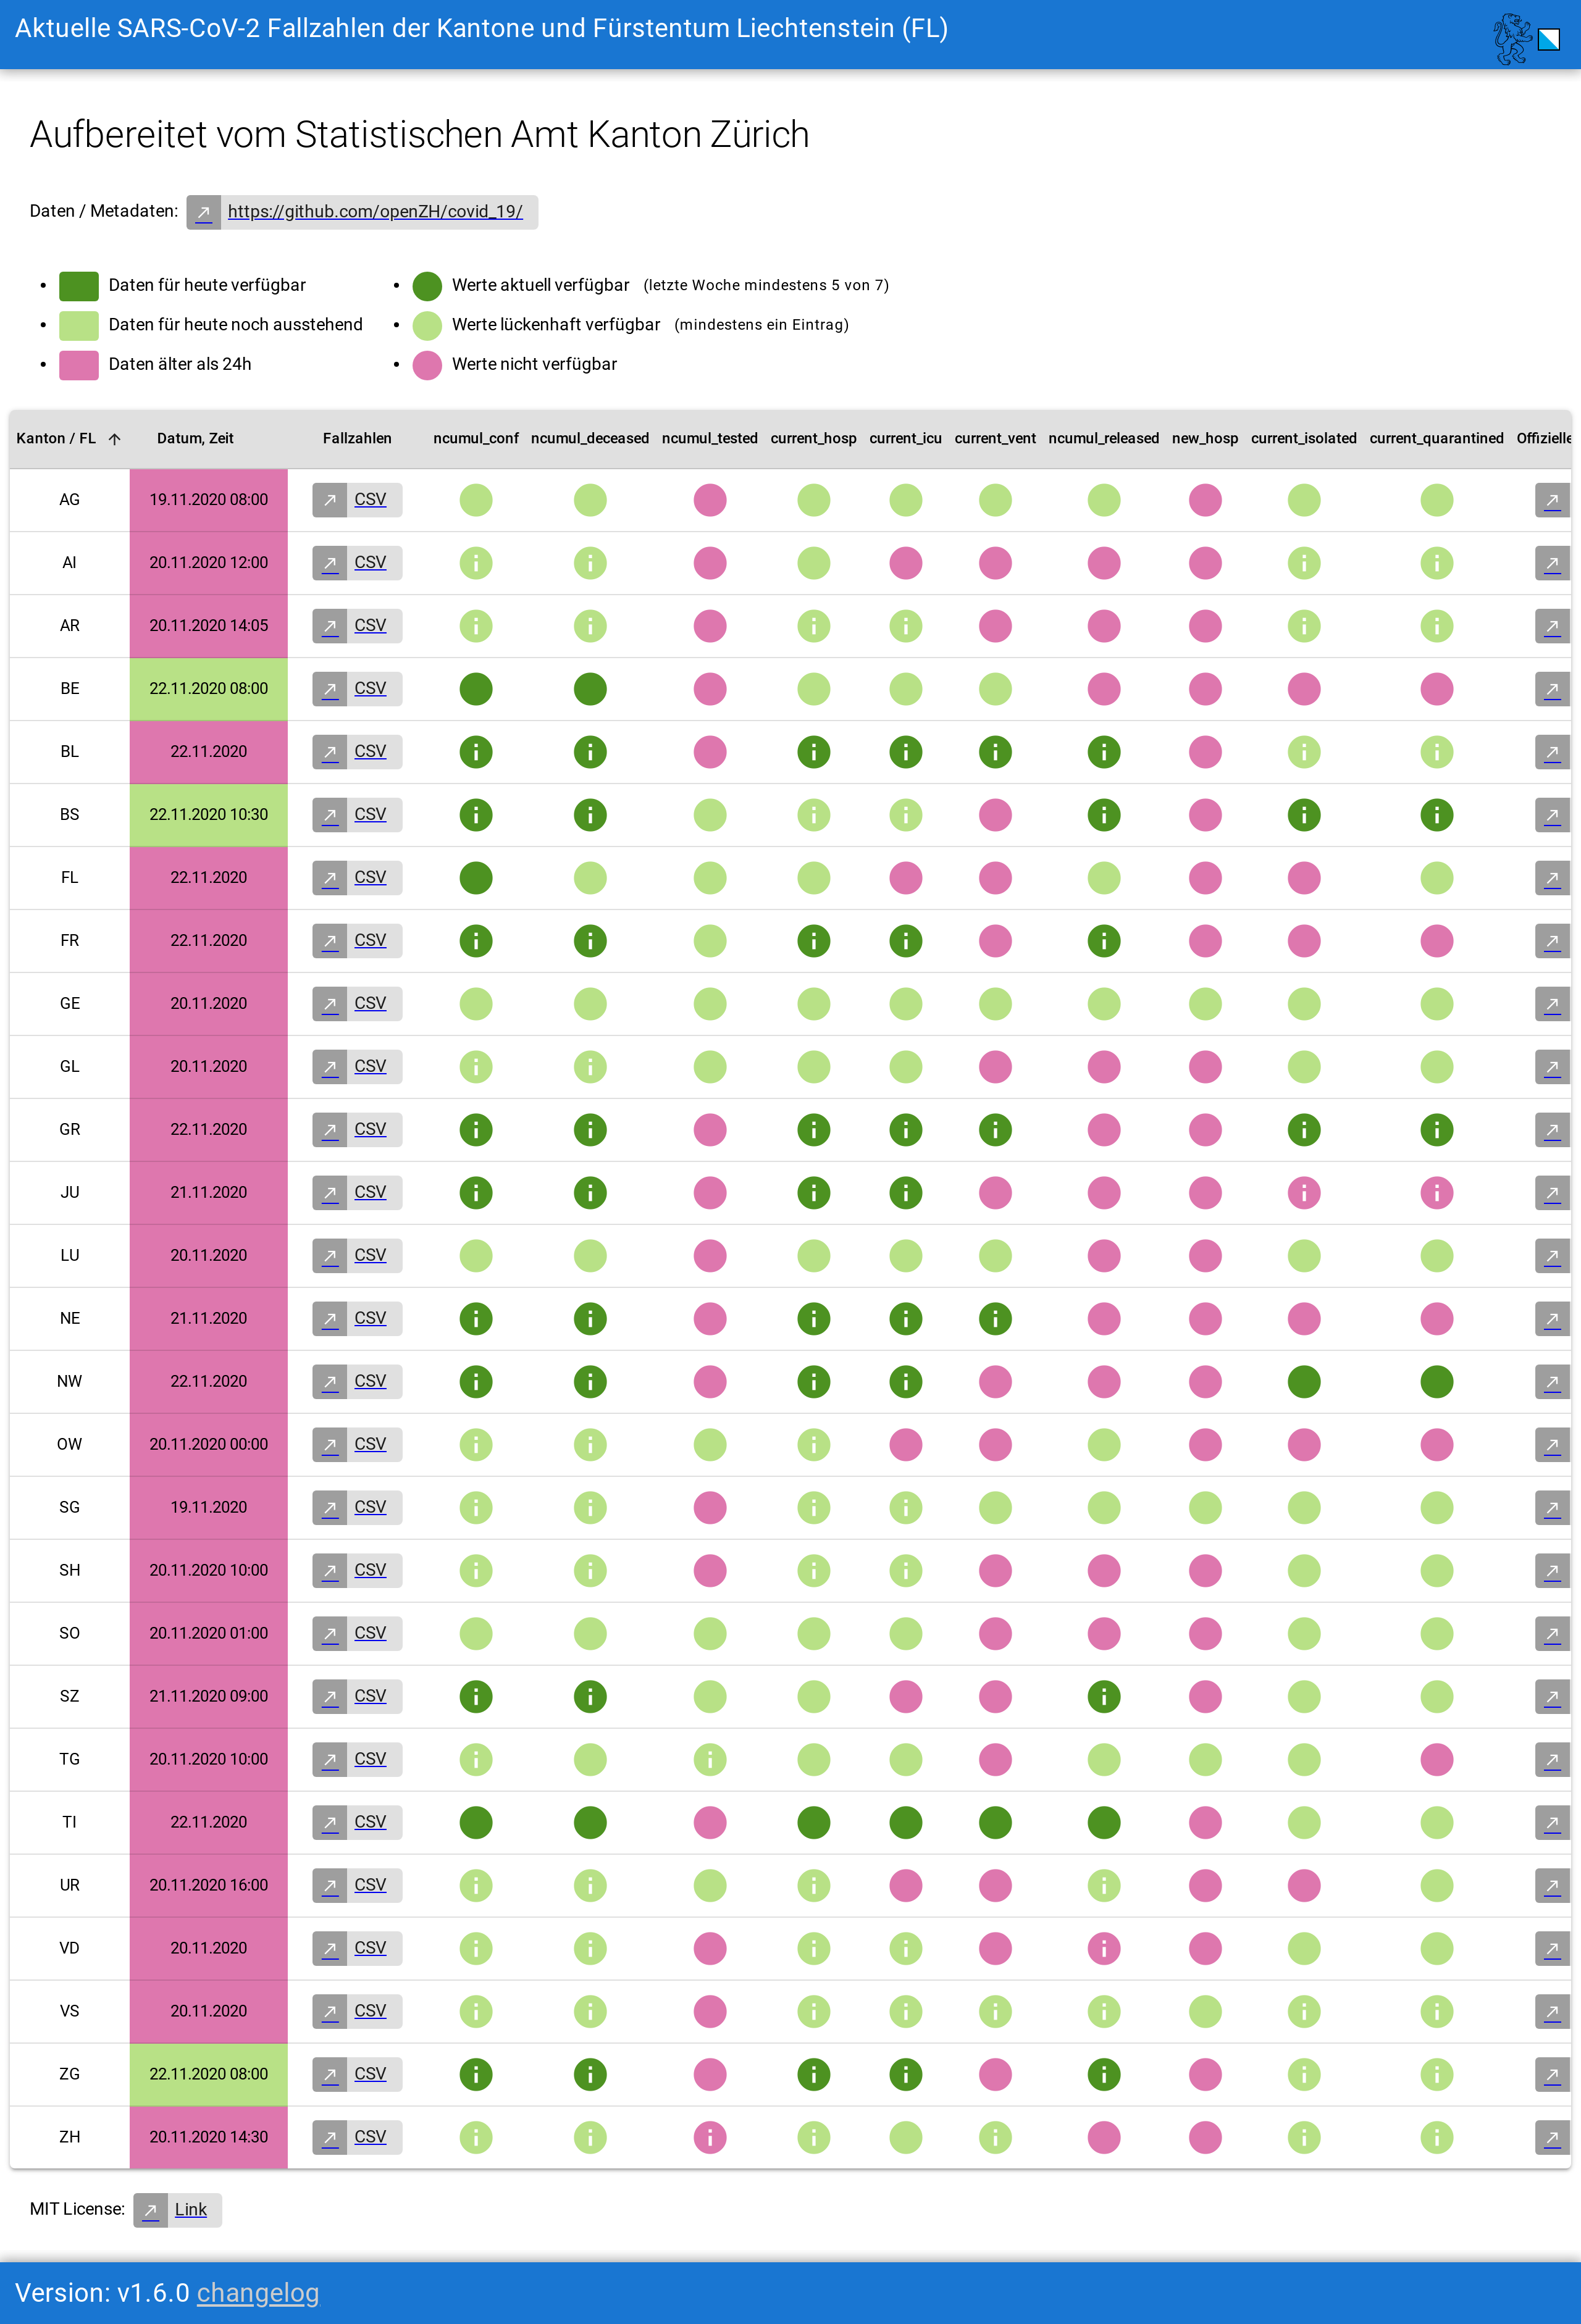 Aktuelle SARS-CoV-2 Fallzahlen der Kantone und Fürstentum Liechtenstein (FL)
Aufbereitet vom Statistischen Amt Kanton Zürich
Daten / Metadaten: https://github.com/openZH/covid_19/
Daten für heute verfügbar
Daten für heute noch ausstehend
Daten älter als 24h
Werte aktuell verfügbar (letzte Woche mindestens 5 von 7)
Werte lückenhaft verfügbar (mindestens ein Eintrag)
Werte nicht verfügbar
Kanton / FL Datum, Zeit Fallzahlen ncumul_conf ncumul_deceased ncumul_tested current_hosp current_icu current_vent ncumul_released new_hosp current_isolated current_quarantined Offizielle
AG 19.11.2020 08:00 CSV
AI 20.11.2020 12:00 CSV
AR 20.11.2020 14:05 CSV
BE 22.11.2020 08:00 CSV
BL 22.11.2020 CSV
BS 22.11.2020 10:30 CSV
FL 22.11.2020 CSV
FR 22.11.2020 CSV
GE 20.11.2020 CSV
GL 20.11.2020 CSV
GR 22.11.2020 CSV
JU 21.11.2020 CSV
LU 20.11.2020 CSV
NE 21.11.2020 CSV
NW 22.11.2020 CSV
OW 20.11.2020 00:00 CSV
SG 19.11.2020 CSV
SH 20.11.2020 10:00 CSV
SO 20.11.2020 01:00 CSV
SZ 21.11.2020 09:00 CSV
TG 20.11.2020 10:00 CSV
TI 22.11.2020 CSV
UR 20.11.2020 16:00 CSV
VD 20.11.2020 CSV
VS 20.11.2020 CSV
ZG 22.11.2020 08:00 CSV
ZH 20.11.2020 14:30 CSV
MIT License: Link
Version: v1.6.0 changelog